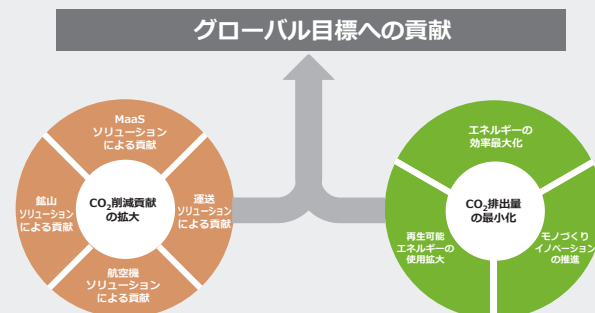 グローバル目標への貢献
MaaS
ソリューション
による貢献
鉱山
ソリューション
による貢献
CO₂削減貢献
の拡大
運送
ソリューション
による貢献
航空機
ソリューション
による貢献
エネルギーの
効率最大化
CO₂排出量
の最小化
再生可能
エネルギーの
使用拡大
モノづくり
イノベーション
の推進